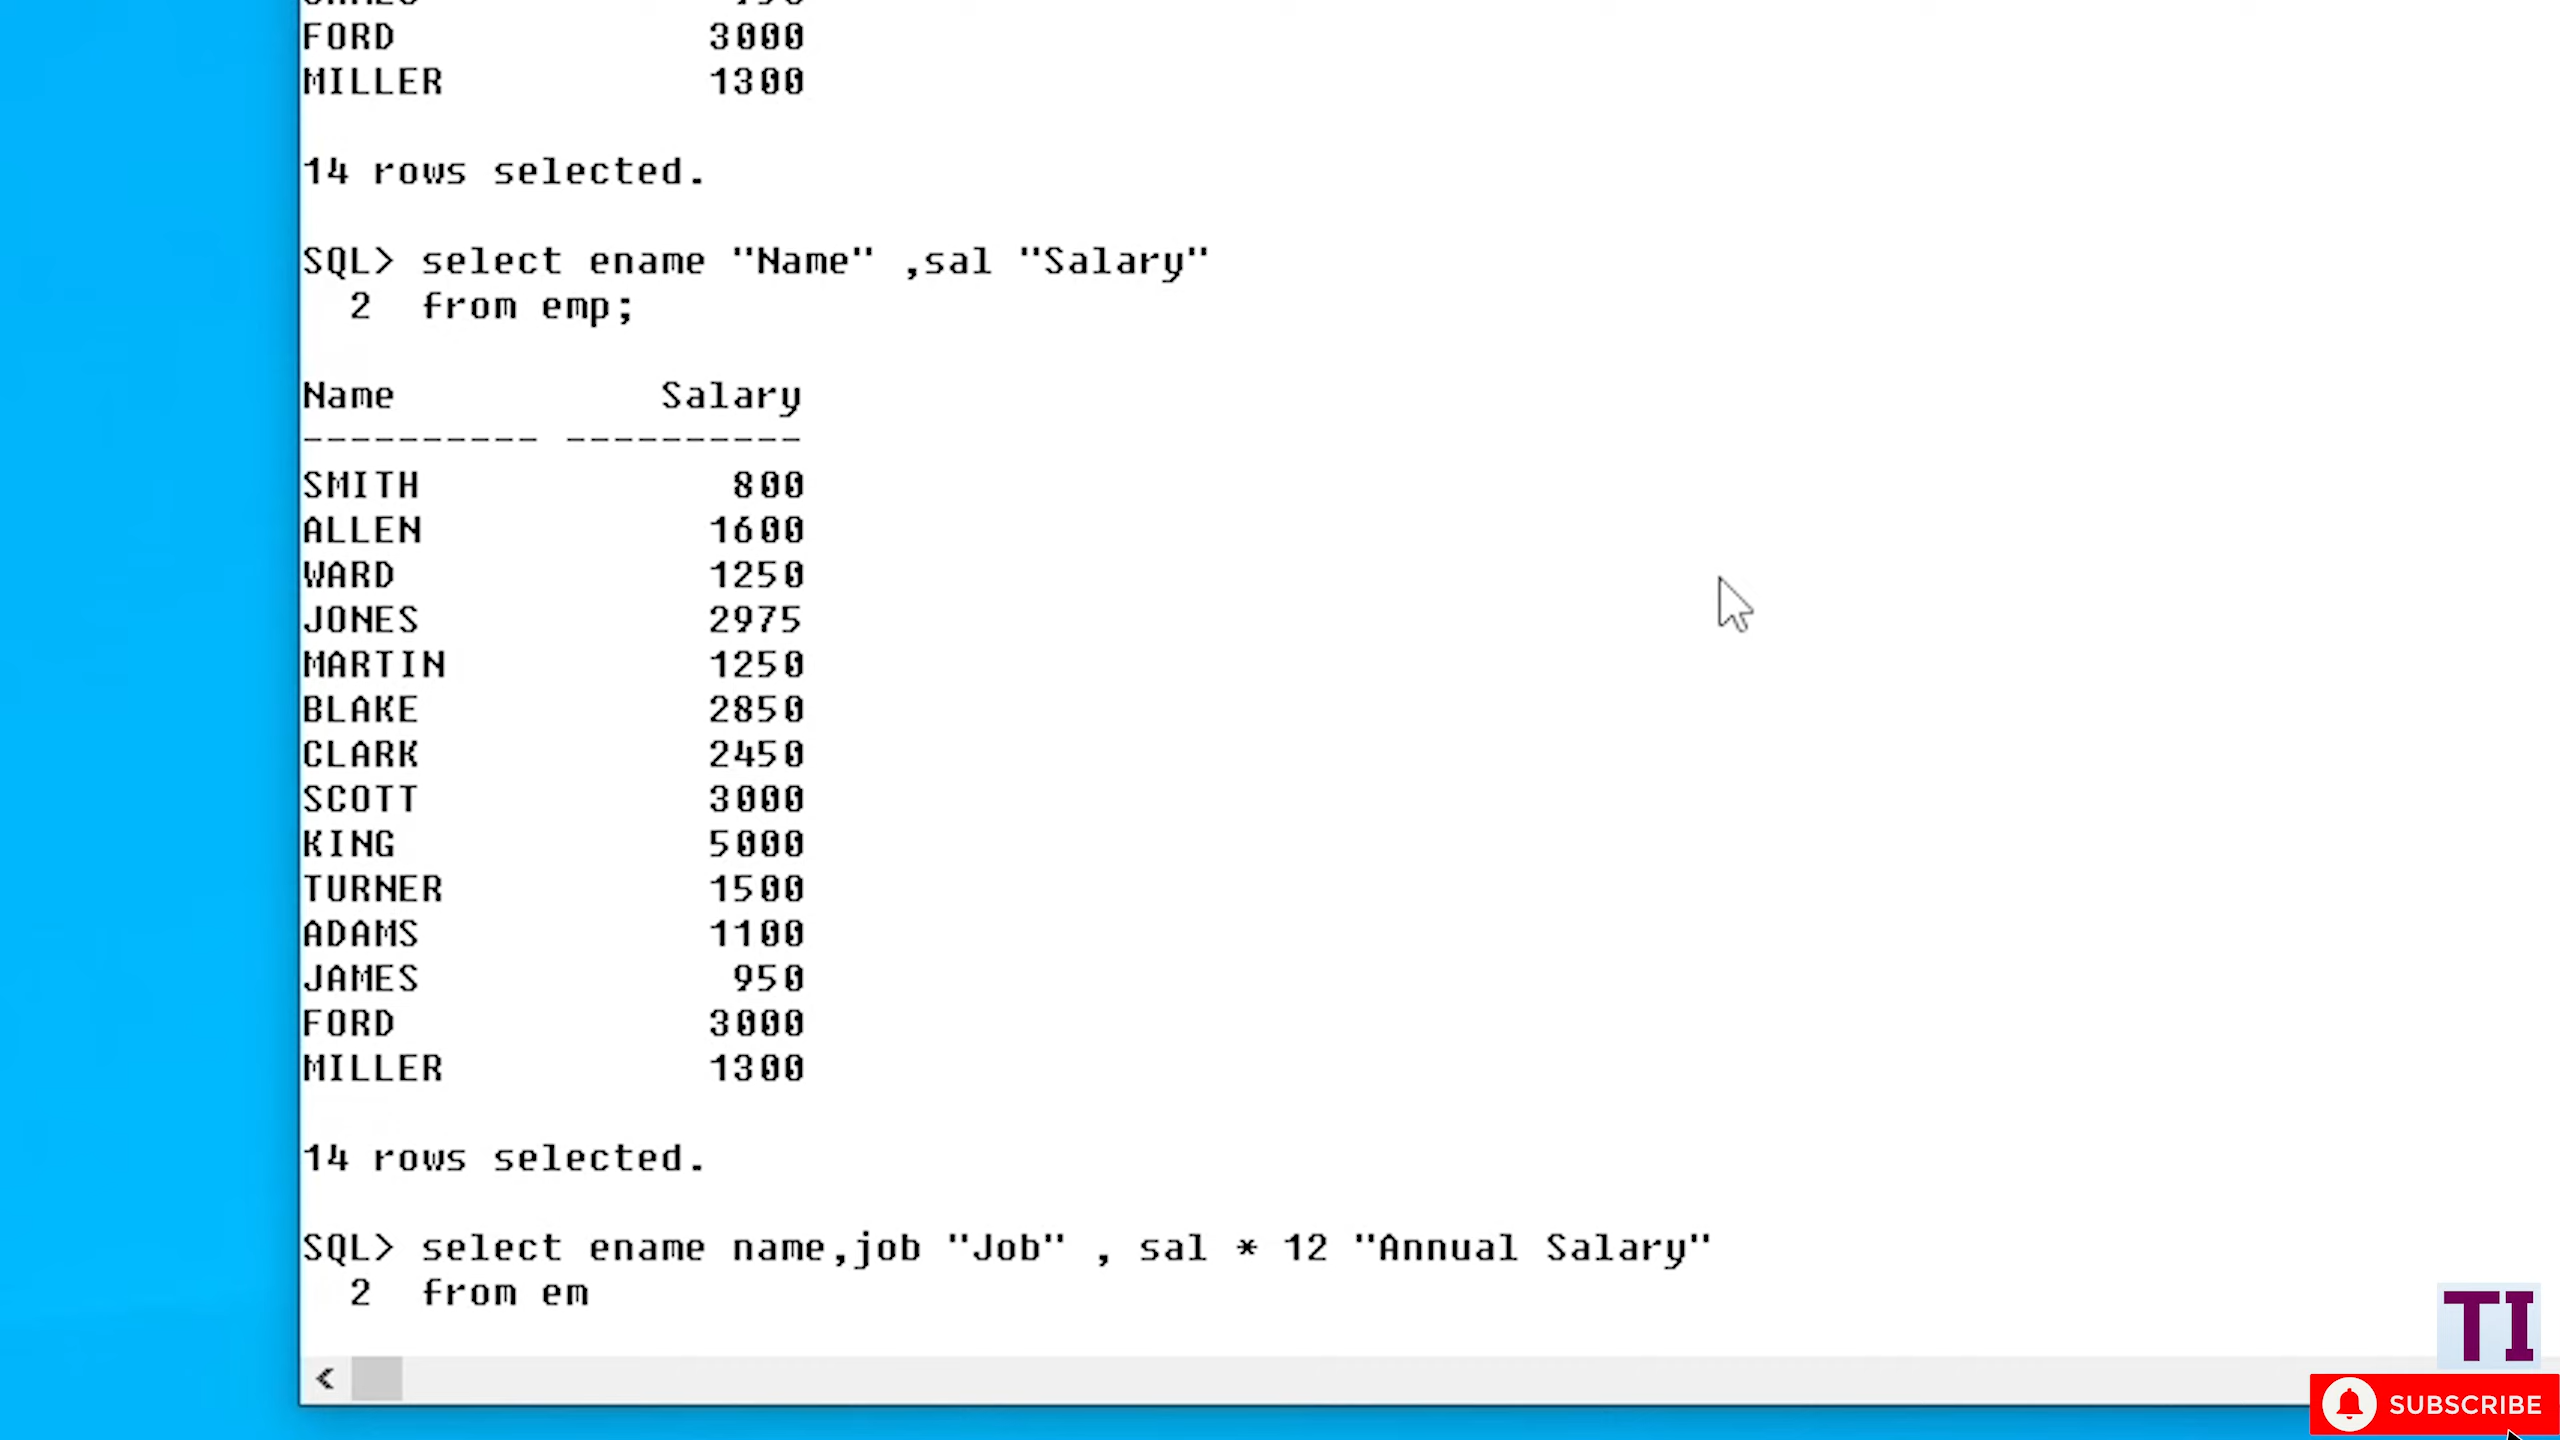 FORD 3000
MILLER 1300
14 rows selected.
SQL> select ename "Name" ,sal "Salary"
2 from emp;
Name Salary
---------- ----------
SMITH 800
ALLEN 1600
WARD 1250
JONES 2975
MARTIN 1250
BLAKE 2850
CLARK 2450
SCOTT 3000
KING 5000
TURNER 1500
ADAMS 1100
JAMES 950
FORD 3000
MILLER 1300
14 rows selected.
SQL> select ename name,job "Job" , sal * 12 "Annual Salary"
2 from em
TI
SUBSCRIBE